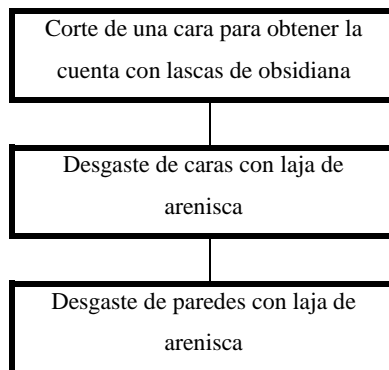 Corte de una cara para obtener la
cuenta con lascas de obsidiana
Desgaste de caras con laja de
arenisca
Desgaste de paredes con laja de
arenisca